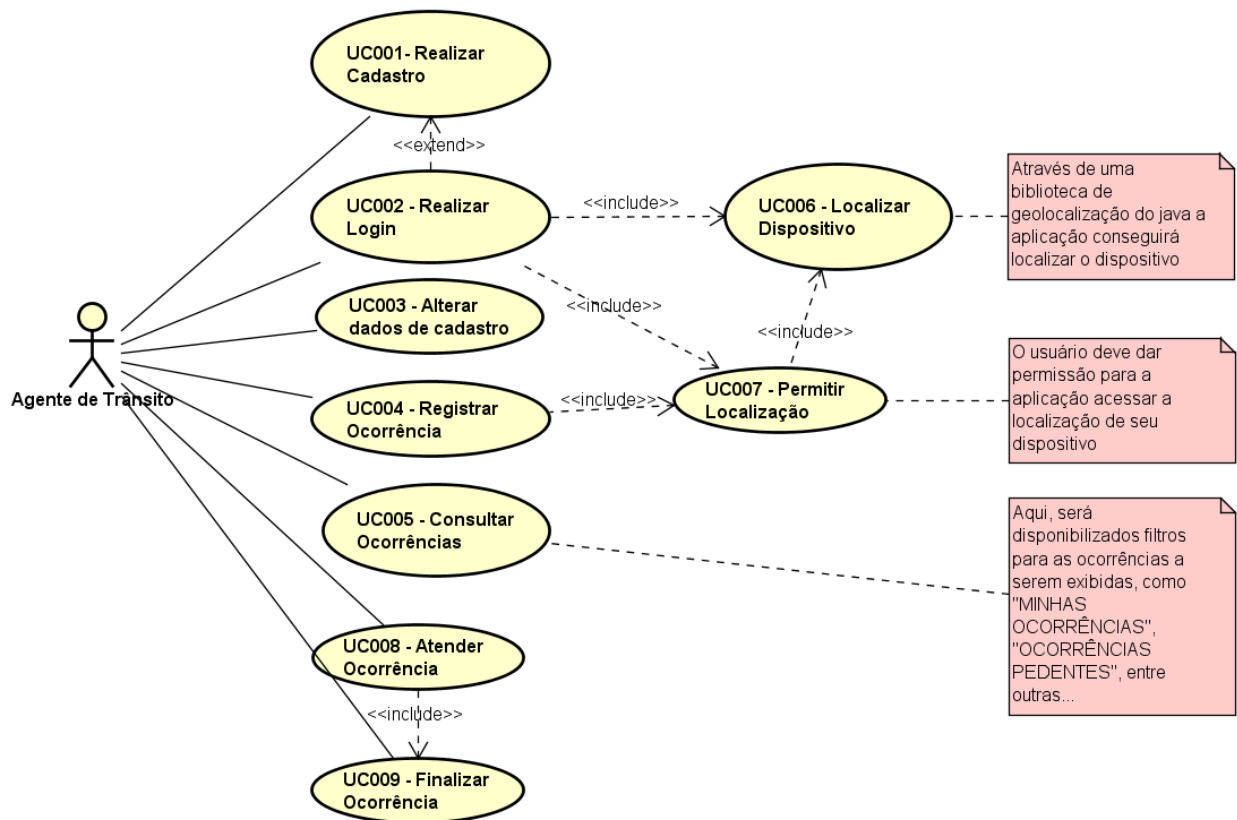 UC001- Realizar
Cadastro
<<extend>>
UC002 - Realizar
Login
<<include>>
UC006 - Localizar
Dispositivo
Através de uma
biblioteca de
geolocalização do java a
aplicação conseguirá
localizar o dispositivo
UC003 - Alterar
dados de cadastro
<<include>>
<<include>>
Agente de Trânsito
UC004 - Registrar
Ocorrência
<<include>>
UC007 - Permitir
Localização
O usuário deve dar
permissão para a
aplicação acessar a
localização de seu
dispositivo
UC005 - Consultar
Ocorrências
Aqui, será
disponibilizados filtros
para as ocorrências a
serem exibidas, como
"MINHAS
OCORRÊNCIAS",
"OCORRÊNCIAS
PEDENTES", entre
outras...
UC008 - Atender
Ocorrência
<<include>>
UC009 - Finalizar
Ocorrência